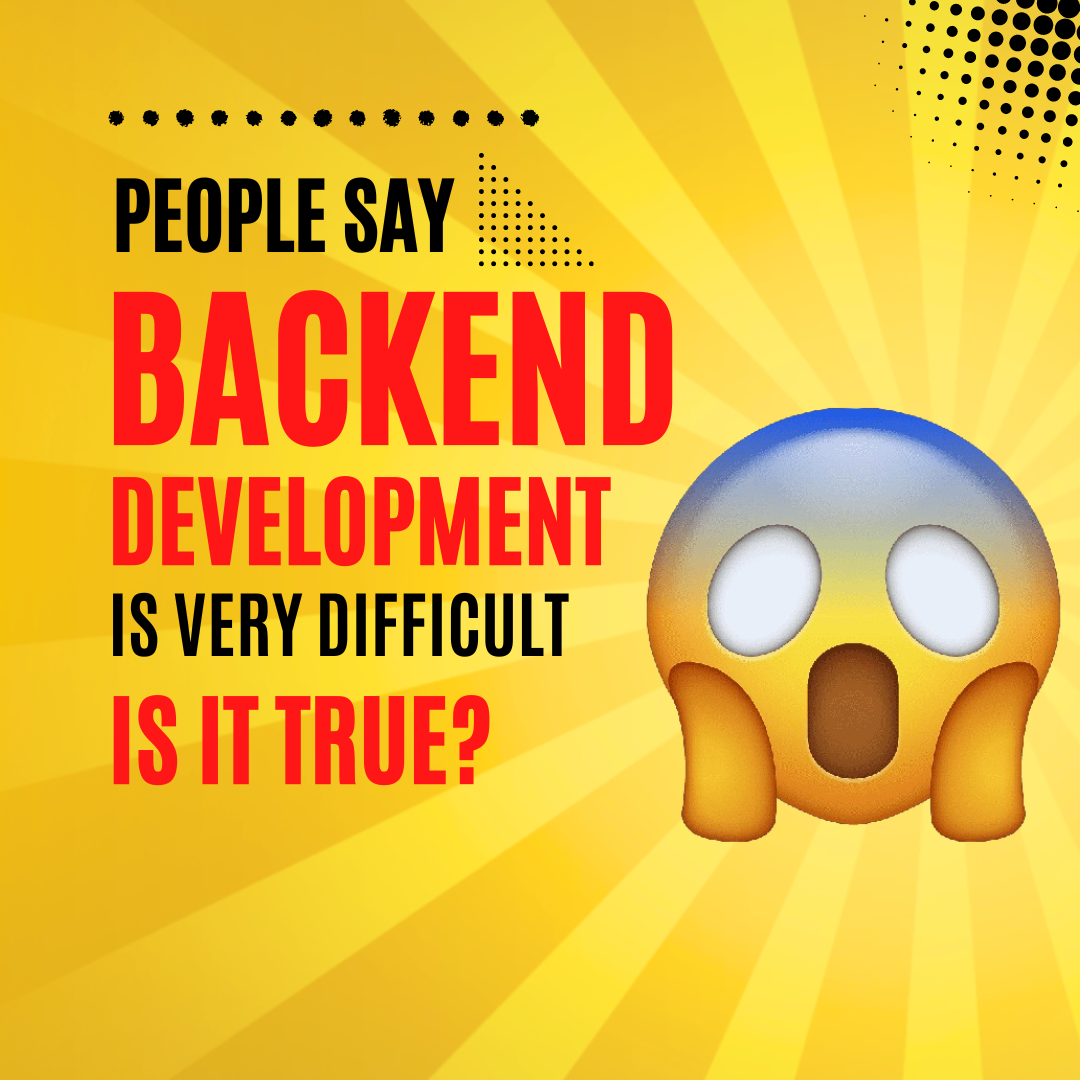 PEOPLE SAY
BACKEND
DEVELOPMENT
IS VERY DIFFICULT
IS IT TRUE?